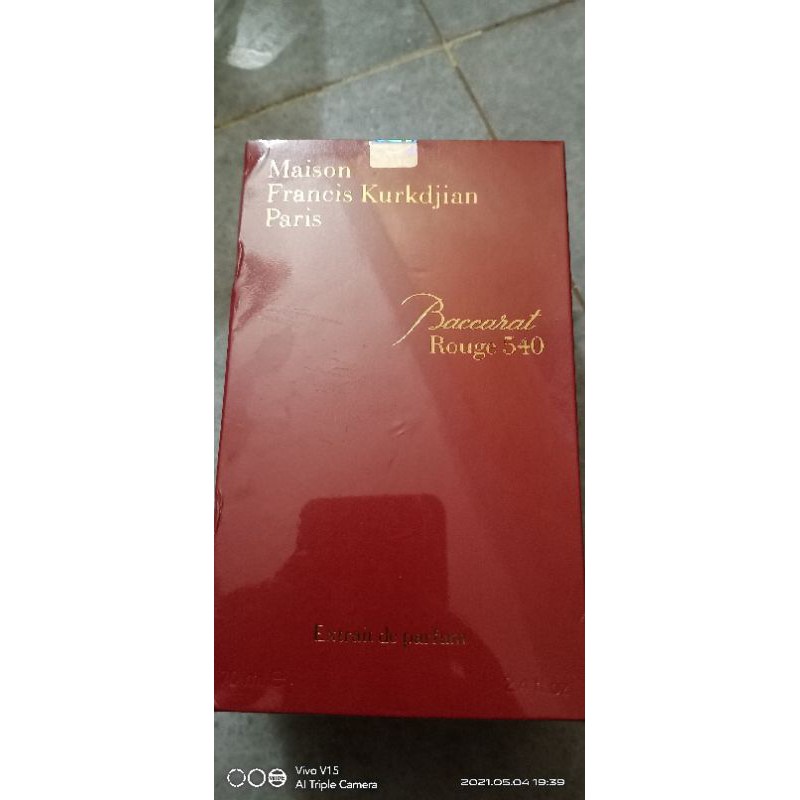 Maison
Francis Kurkdjian
Paris
Baccarat
Rouge 540
Extrait de parfum
Vivo V15
AI Triple Camera
2021.05.04 19:39